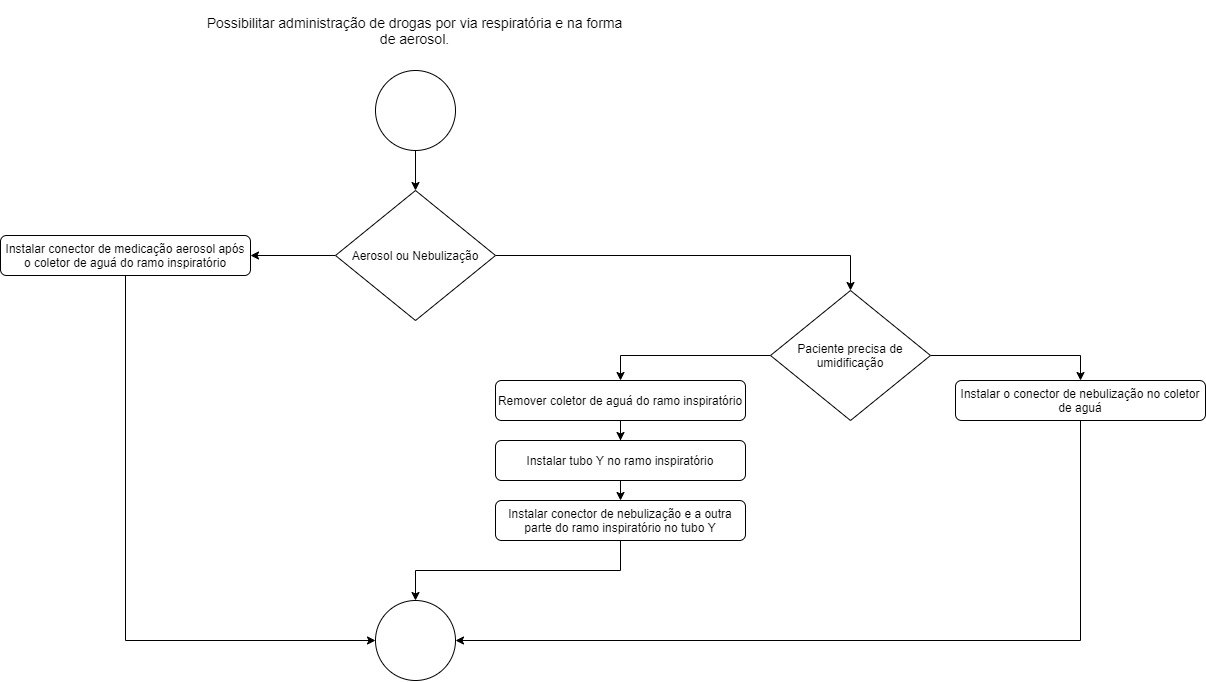 Possibilitar administração de drogas por via respiratória e na forma
de aerosol.
Aerosol ou Nebulização
Instalar conector de medicação aerosol após
o coletor de aguá do ramo inspiratório
Paciente precisa de
umidificação
Remover coletor de aguá do ramo inspiratório
Instalar o conector de nebulização no coletor
de aguá
Instalar tubo Y no ramo inspiratório
Instalar conector de nebulização e a outra
parte do ramo inspiratório no tubo Y